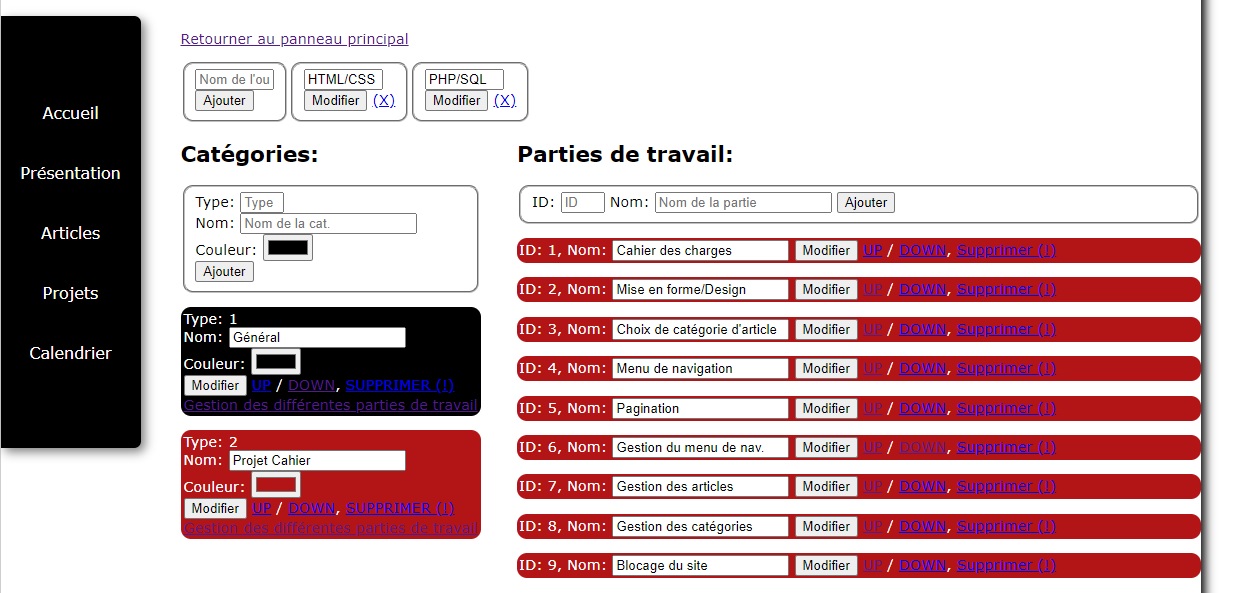 Accueil
Présentation
Articles
Projets
Calendrier
Retourner au panneau principal
Nom de l'ou
Ajouter
HTML/CSS
Modifier (X)
PHP/SQL
Modifier (X)
Catégories:
Type: Type
Nom: Nom de la cat.
Couleur:
Ajouter
Type: 1
Nom: Général
Couleur:
Modifier UP / DOWN, SUPPRIMER (!)
Gestion des différentes parties de travail
Type: 2
Nom: Projet Cahier
Couleur:
Modifier UP / DOWN, SUPPRIMER (!)
Gestion des différentes parties de travail
Parties de travail:
ID: ID Nom: Nom de la partie Ajouter
ID: 1, Nom: Cahier des charges Modifier UP / DOWN, Supprimer (!)
ID: 2, Nom: Mise en forme/Design Modifier UP / DOWN, Supprimer (!)
ID: 3, Nom: Choix de catégorie d'article Modifier UP / DOWN, Supprimer (!)
ID: 4, Nom: Menu de navigation Modifier UP / DOWN, Supprimer (!)
ID: 5, Nom: Pagination Modifier UP / DOWN, Supprimer (!)
ID: 6, Nom: Gestion du menu de nav. Modifier UP / DOWN, Supprimer (!)
ID: 7, Nom: Gestion des articles Modifier UP / DOWN, Supprimer (!)
ID: 8, Nom: Gestion des catégories Modifier UP / DOWN, Supprimer (!)
ID: 9, Nom: Blocage du site Modifier UP / DOWN, Supprimer (!)